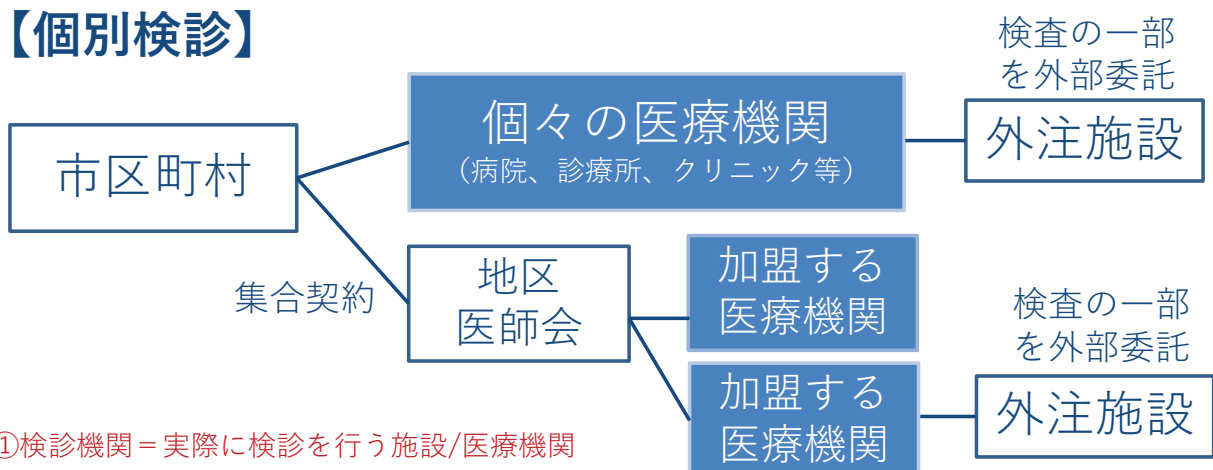 【個別検診】
検査の一部
を外部委託
個々の医療機関
（病院、診療所、クリニック等）
外注施設
市区町村
集合契約
地区
医師会
加盟する
医療機関
加盟する
医療機関
検査の一部
を外部委託
外注施設
①検診機関＝実際に検診を行う施設/医療機関